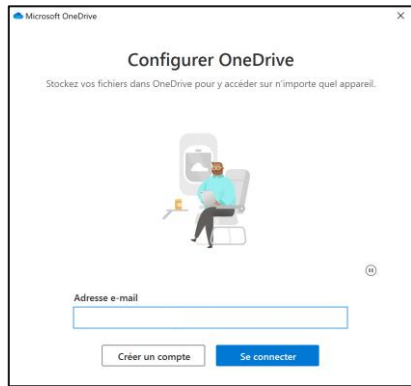 Microsoft OneDrive
Configurer OneDrive
Stockez vos fichiers dans OneDrive pour y accéder sur n'importe quel appareil.
Adresse e-mail
Créer un compte
Se connecter